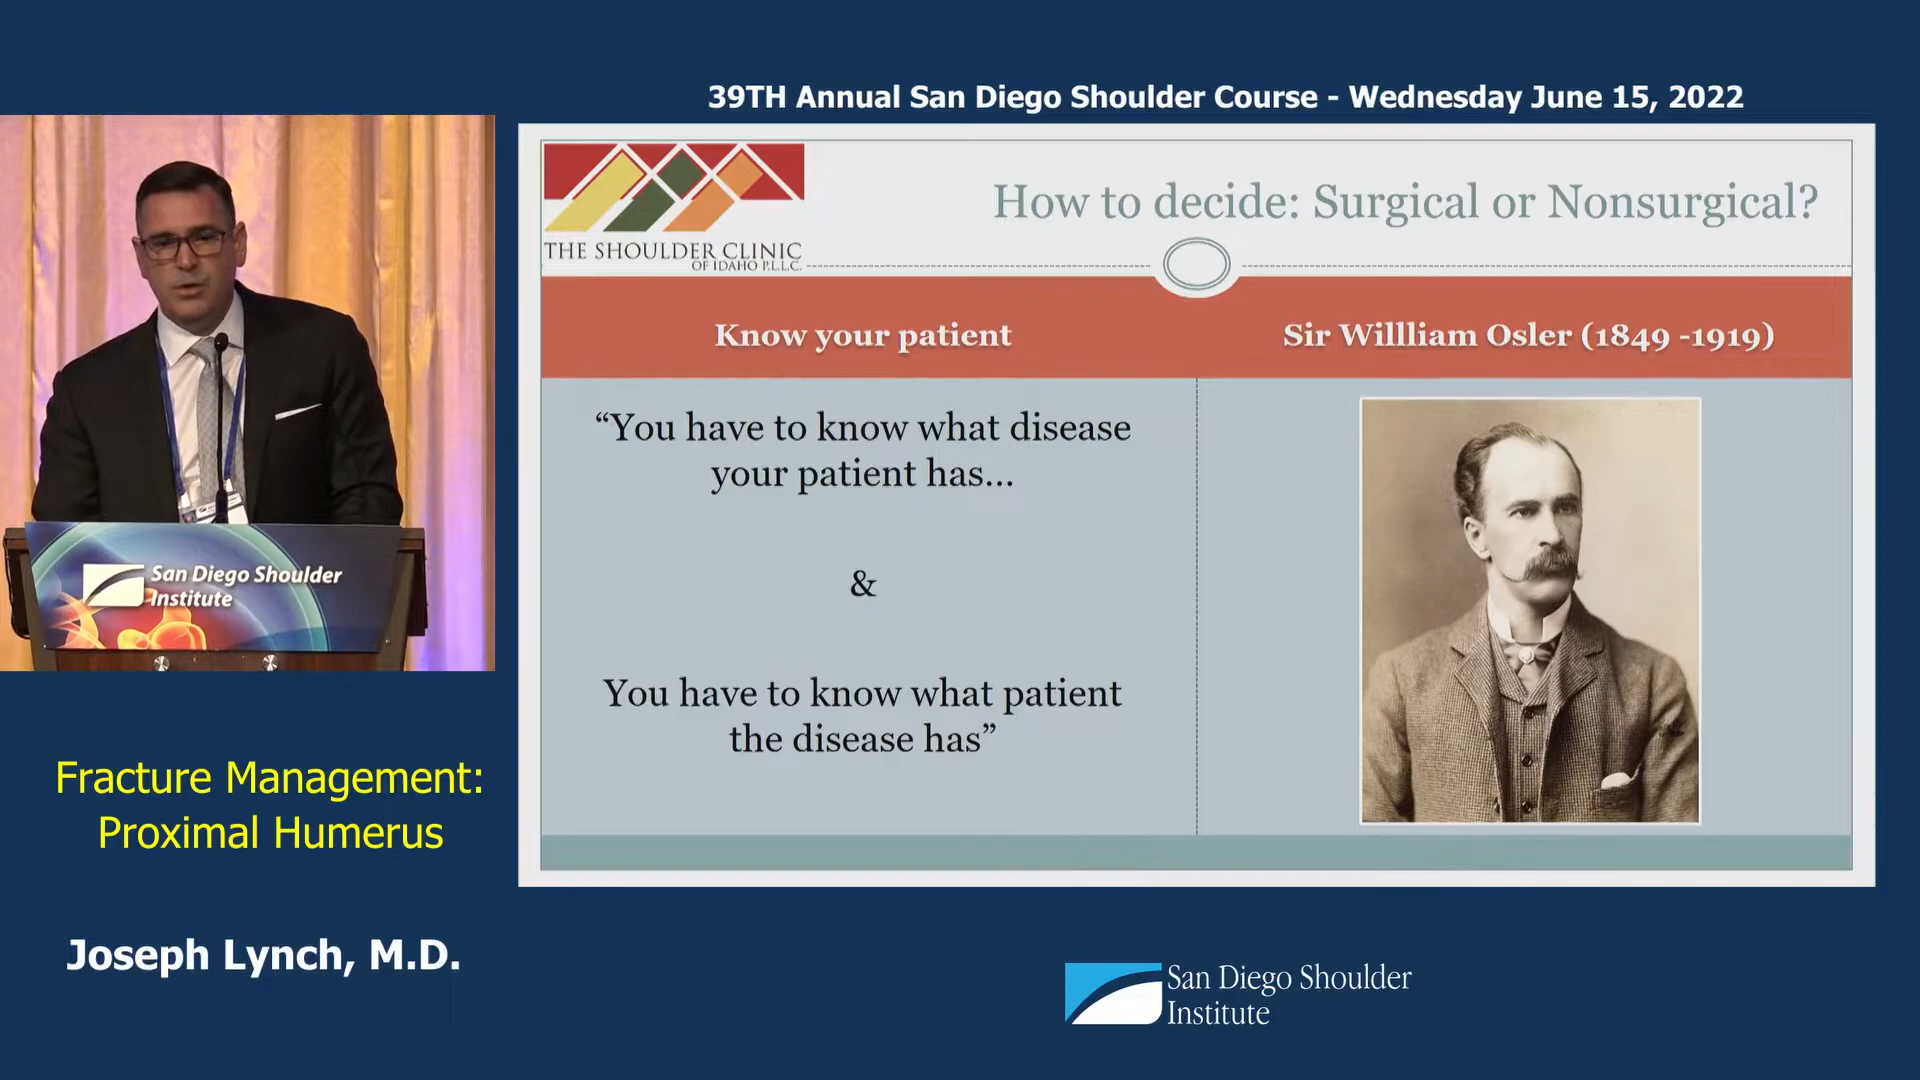 39TH Annual San Diego Shoulder Course - Wednesday June 15, 2022
THE SHOULDER CLINIC
OF IDAHO P.L.L.C.
How to decide: Surgical or Nonsurgical?
Know your patient
Sir Willliam Osler (1849 -1919)
“You have to know what disease
your patient has...
&
You have to know what patient
the disease has”
San Diego Shoulder
Institute
Fracture Management:
Proximal Humerus
Joseph Lynch, M.D.
San Diego Shoulder
Institute